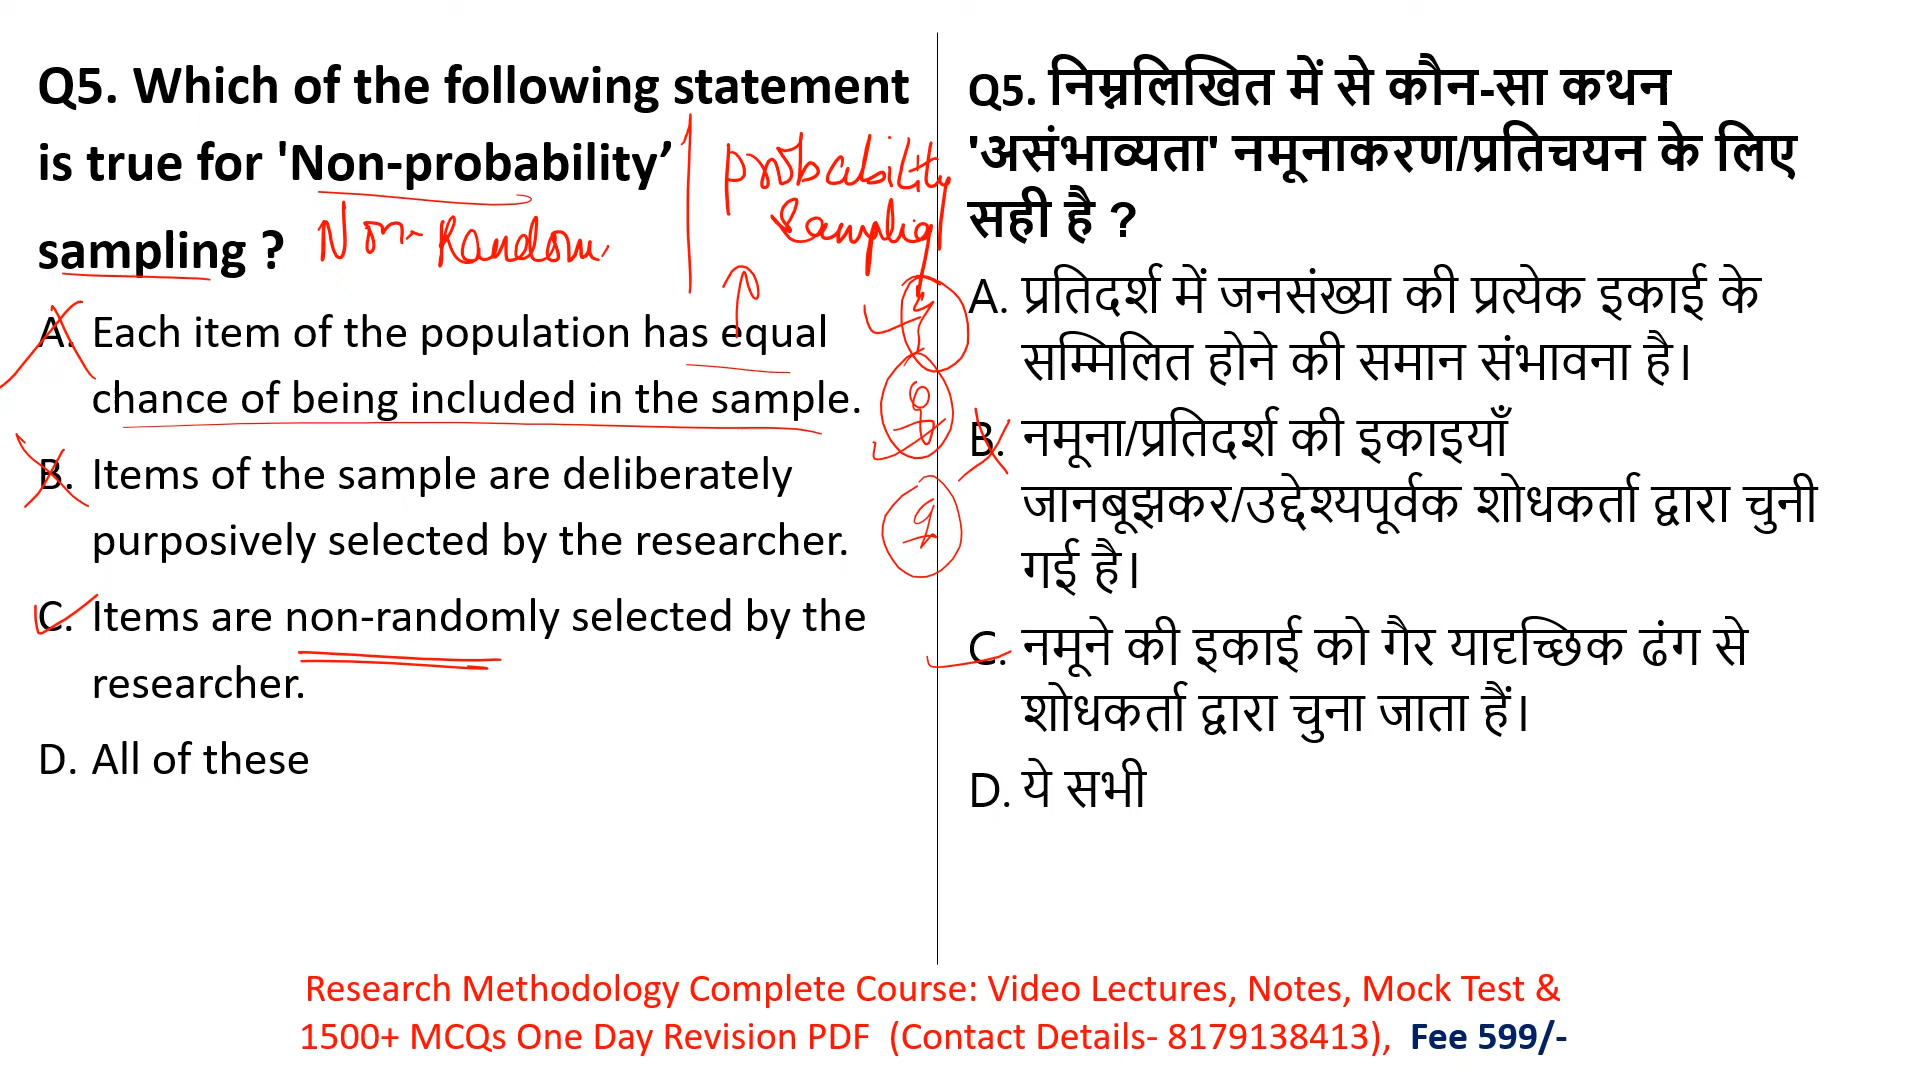 Q5. Which of the following statement
is true for 'Non-probability’
sampling ?
Non-Random
probability
Sampling
A. Each item of the population has equal
chance of being included in the sample.
B. Items of the sample are deliberately
purposively selected by the researcher.
C. Items are non-randomly selected by the
researcher.
D. All of these
Q5. निम्नलिखित में से कौन-सा कथन
'असंभाव्यता' नमूनाकरण/प्रतिचयन के लिए
सही है ?
A. प्रतिदर्श में जनसंख्या की प्रत्येक इकाई के
सम्मिलित होने की समान संभावना है।
B. नमूना/प्रतिदर्श की इकाइयाँ
जानबूझकर/उद्देश्यपूर्वक शोधकर्ता द्वारा चुनी
गई है।
C. नमूने की इकाई को गैर यादृच्छिक ढंग से
शोधकर्ता द्वारा चुना जाता हैं।
D. ये सभी
Research Methodology Complete Course: Video Lectures, Notes, Mock Test &
1500+ MCQs One Day Revision PDF (Contact Details- 8179138413), Fee 599/-